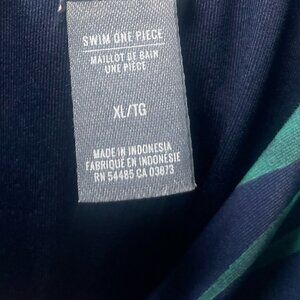 SWIM ONE PIECE
MAILLOT DE BAIN
UNE PIÈCE
XL/TG
MADE IN INDONESIA
FABRIQUÉ EN INDONÉSIE
RN 54485 CA 03873